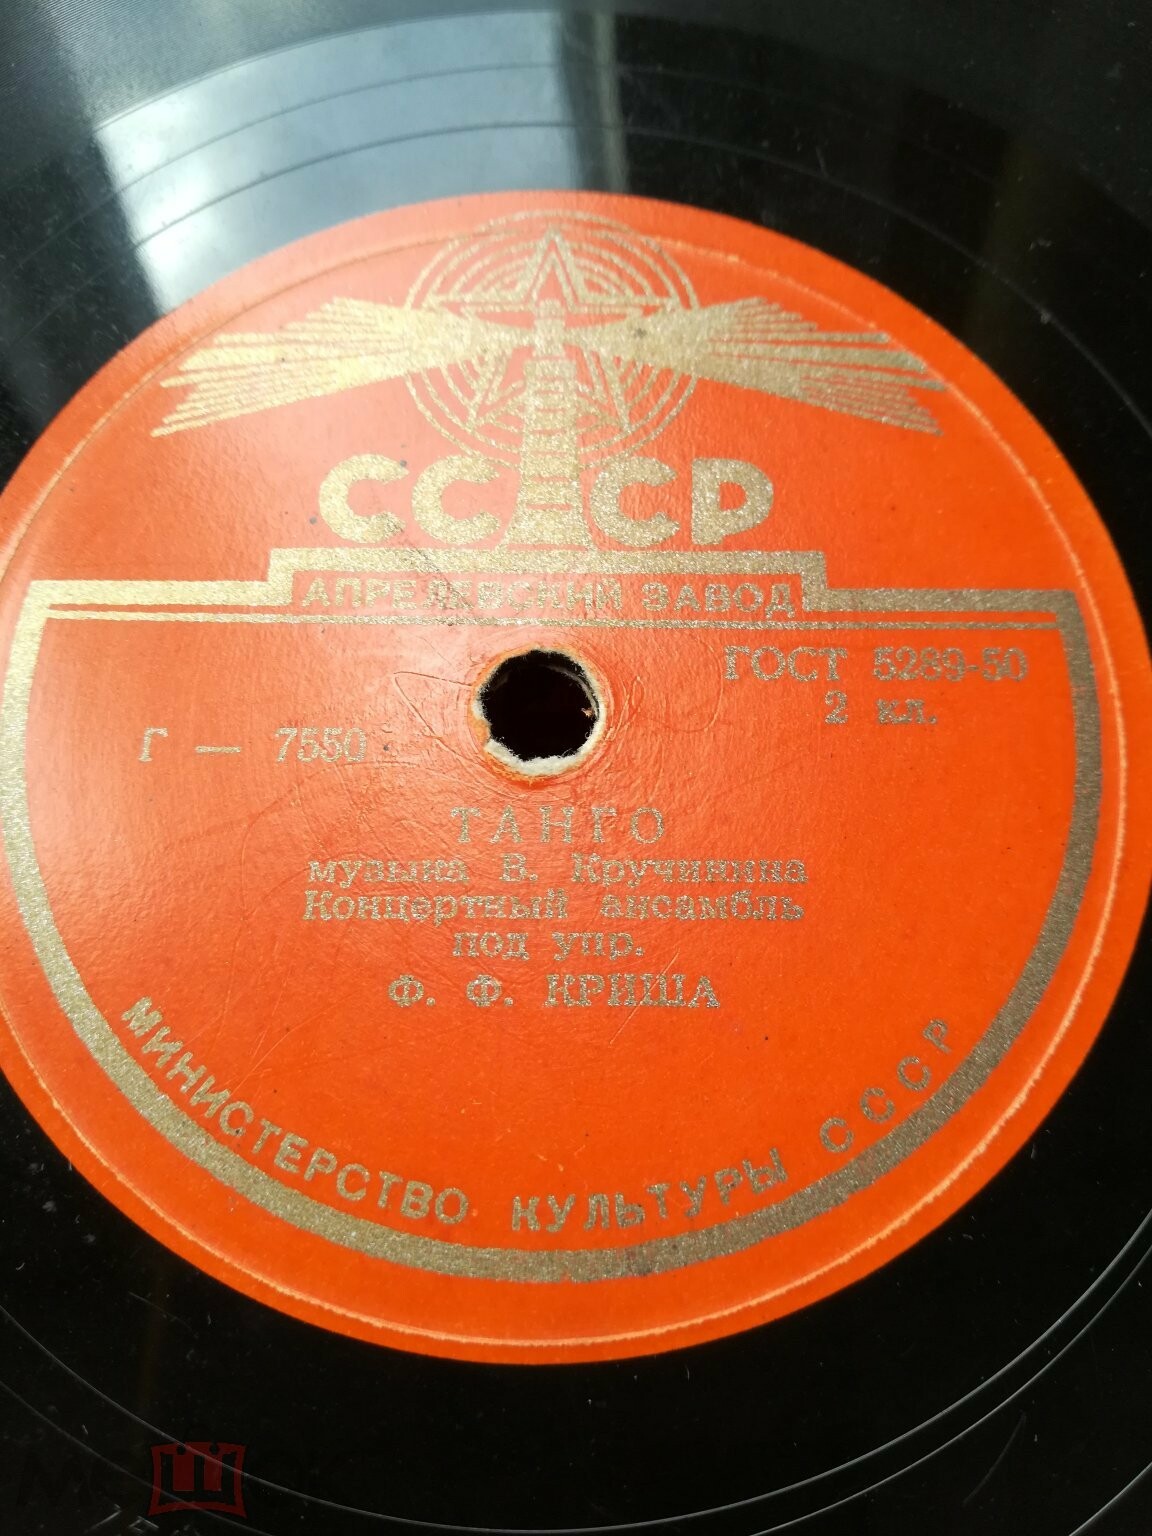 СССР
АПРЕЛЕВСКИЙ ЗАВОД
ГОСТ 5289-50
2 кл.
Г — 7550
ТАНГО
музыка В. Кручинина
Концертный ансамбль
под упр.
Ф. Ф. КРИША
МИНИСТЕРСТВО КУЛЬТУРЫ СССР